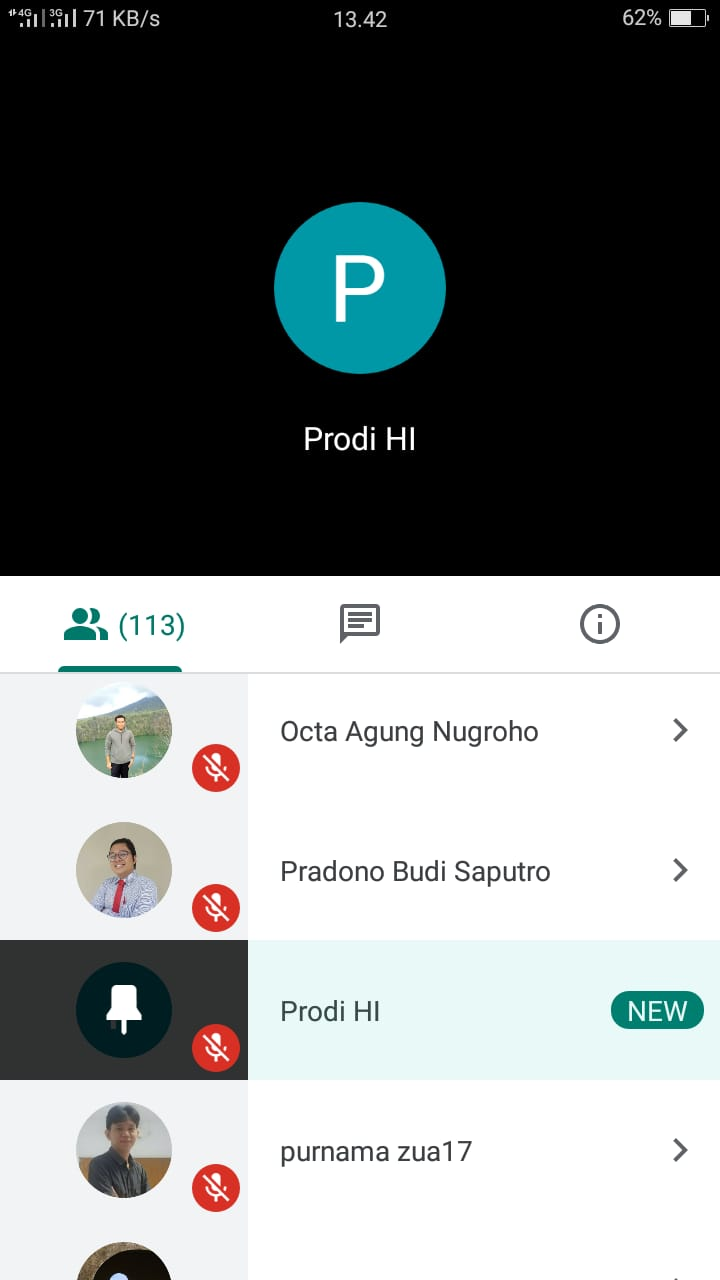 4G 3G 71 KB/s 13.42 62%
P
Prodi HI
(113)
Octa Agung Nugroho
Pradono Budi Saputro
Prodi HI NEW
purnama zua17